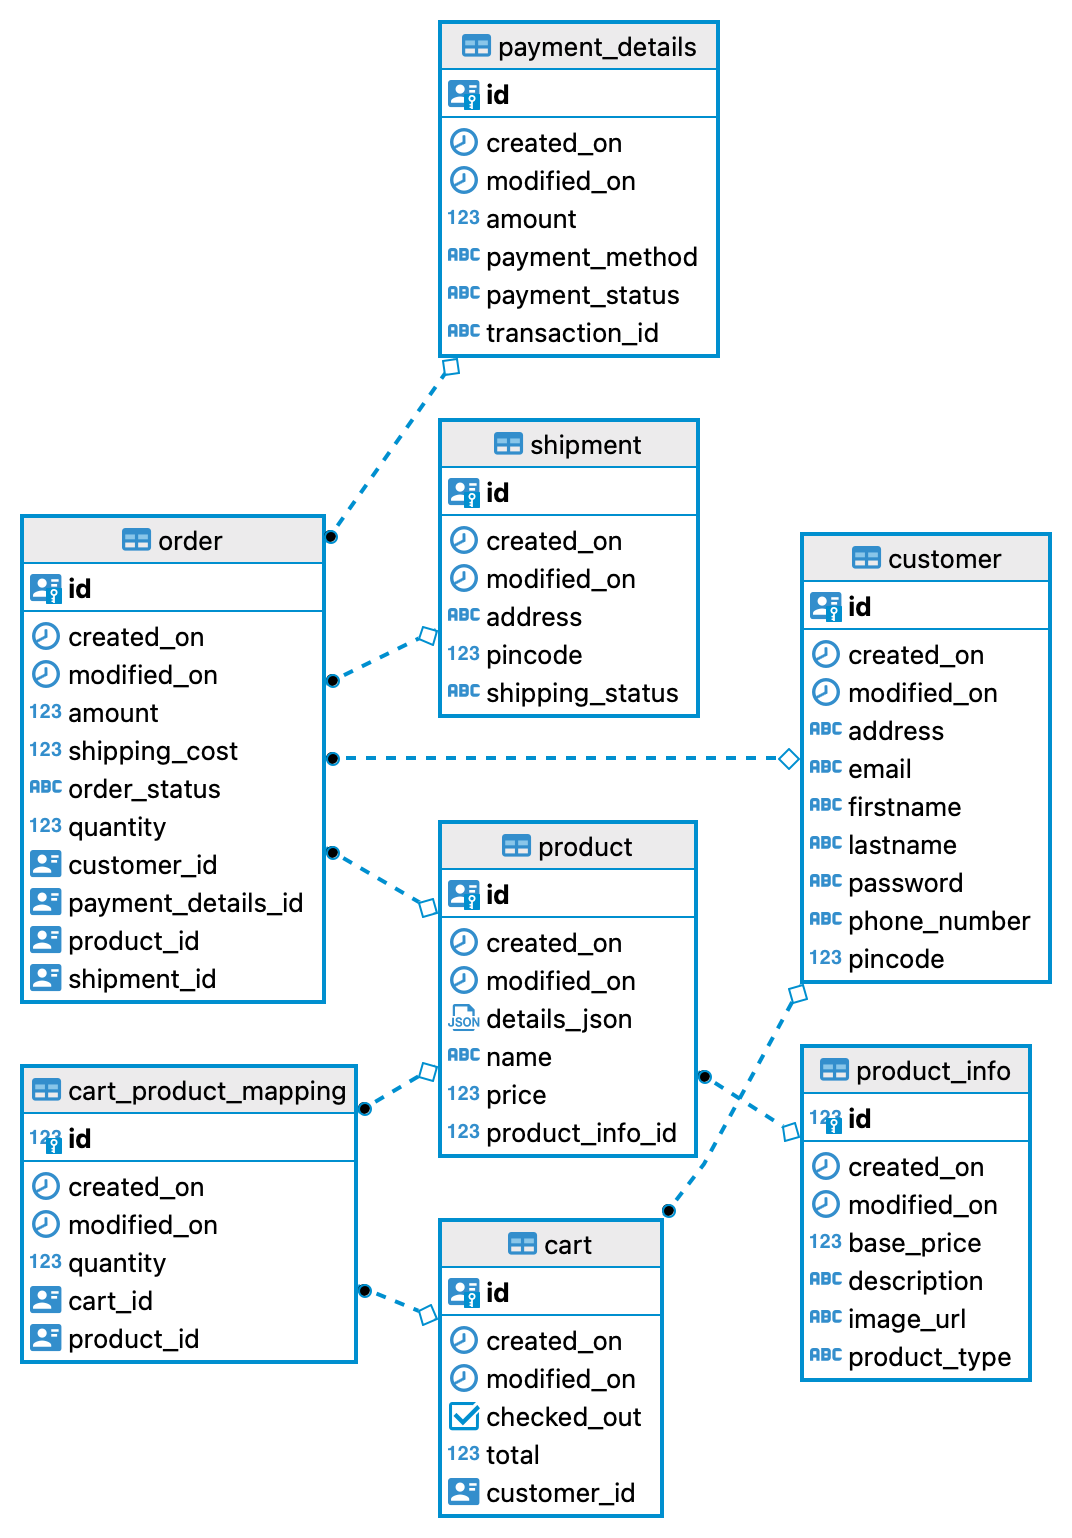 payment_details
id
created_on
modified_on
123 amount
ABC payment_method
ABC payment_status
ABC transaction_id
shipment
id
created_on
modified_on
ABC address
123 pincode
ABC shipping_status
order
id
created_on
modified_on
123 amount
123 shipping_cost
ABC order_status
123 quantity
customer_id
payment_details_id
product_id
shipment_id
customer
id
created_on
modified_on
ABC address
ABC email
ABC firstname
ABC lastname
ABC password
ABC phone_number
123 pincode
product
id
created_on
modified_on
JSON details_json
ABC name
123 price
123 product_info_id
cart_product_mapping
123 id
created_on
modified_on
123 quantity
cart_id
product_id
product_info
123 id
created_on
modified_on
123 base_price
ABC description
ABC image_url
ABC product_type
cart
id
created_on
modified_on
checked_out
123 total
customer_id